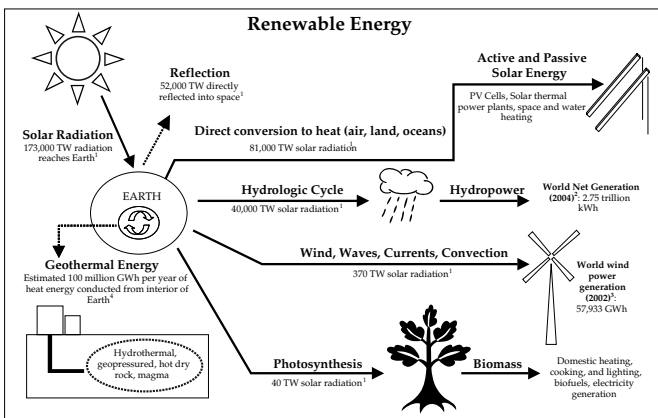 Renewable Energy
Reflection
52,000 TW directly
reflected into space¹
Active and Passive
Solar Energy
PV Cells, Solar thermal
power plants, space and water
heating
Solar Radiation
173,000 TW radiation
reaches Earth¹
Direct conversion to heat (air, land, oceans)
81,000 TW solar radiation¹
EARTH
Hydrologic Cycle
40,000 TW solar radiation¹
Hydropower
World Net Generation
(2004)²: 2.75 trillion
kWh
Wind, Waves, Currents, Convection
370 TW solar radiation¹
World wind
power
generation
(2002)³:
57,933 GWh
Geothermal Energy
Estimated 100 million GWh per year of
heat energy conducted from interior of
Earth⁴
Hydrothermal,
geopressured, hot dry
rock, magma
Photosynthesis
40 TW solar radiation¹
Biomass
Domestic heating,
cooking, and lighting,
biofuels, electricity
generation